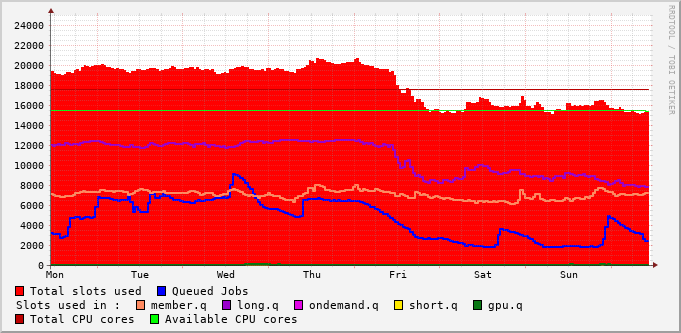 RRDTOOL / TOBI OETIKER
24000
22000
20000
18000
16000
14000
12000
10000
8000
6000
4000
2000
0
Mon Tue Wed Thu Fri Sat Sun
Total slots used Queued Jobs
Slots used in : member.q long.q ondemand.q short.q gpu.q
Total CPU cores Available CPU cores